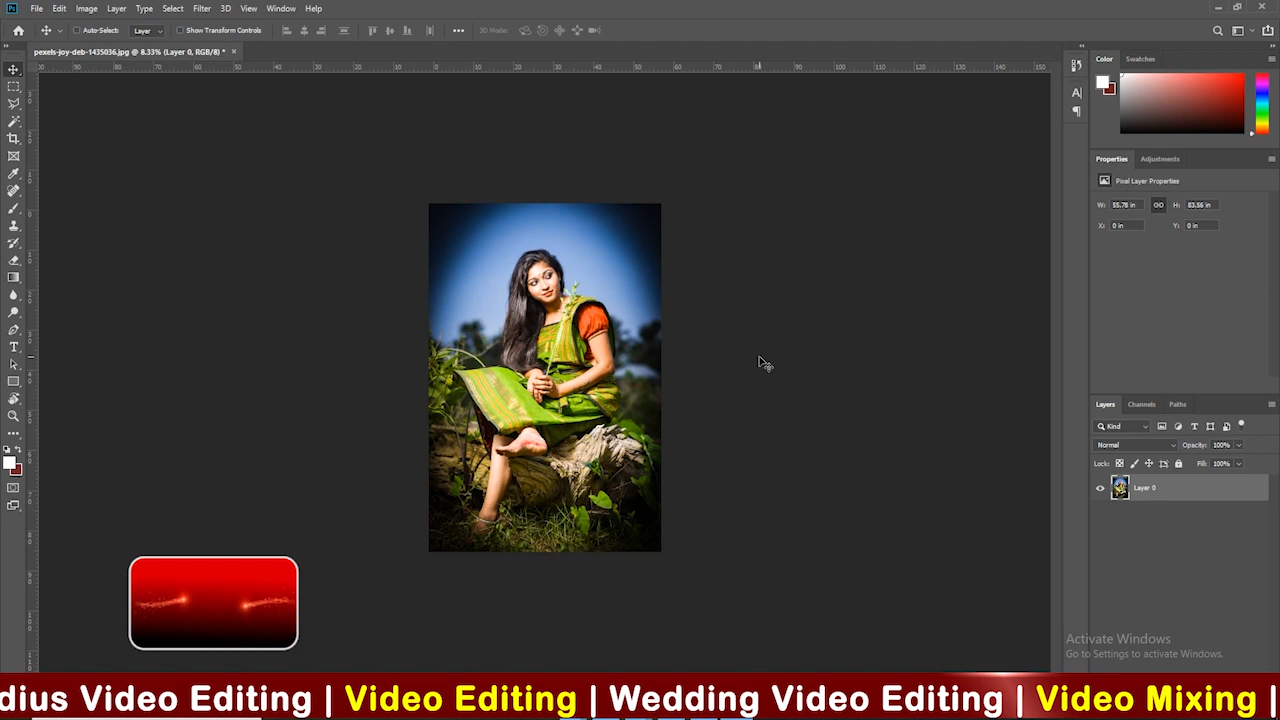 Ps File Edit Image Layer Type Select Filter 3D View Window Help
Auto-Select: Layer Show Transform Controls 3D Mode:
pexels-joy-deb-1435036.jpg @ 8.33% (Layer 0, RGB/8) *
Color Swatches
Properties Adjustments
Pixel Layer Properties
W: 55.78 in H: 83.56 in
X: 0 in Y: 0 in
Layers Channels Paths
Kind
Normal Opacity: 100%
Lock: Fill: 100%
Layer 0
Activate Windows
Go to Settings to activate Windows.
dius Video Editing | Video Editing | Wedding Video Editing | Video Mixing |